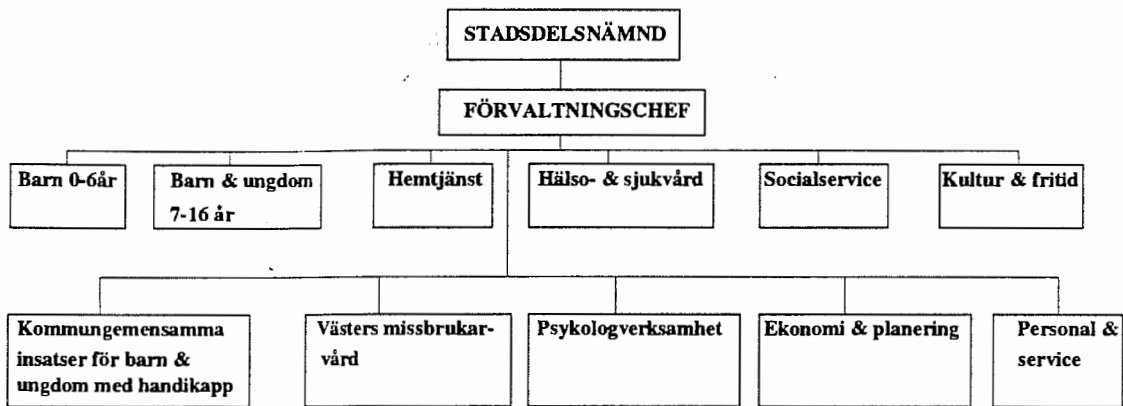 STADSDELSNÄMND
FÖRVALTNINGSCHEF
Barn 0-6år
Barn & ungdom
7-16 år
Hemtjänst
Hälso- & sjukvård
Socialservice
Kultur & fritid
Kommungemensamma
insatser för barn &
ungdom med handikapp
Västers missbrukar-
vård
Psykologverksamhet
Ekonomi & planering
Personal &
service